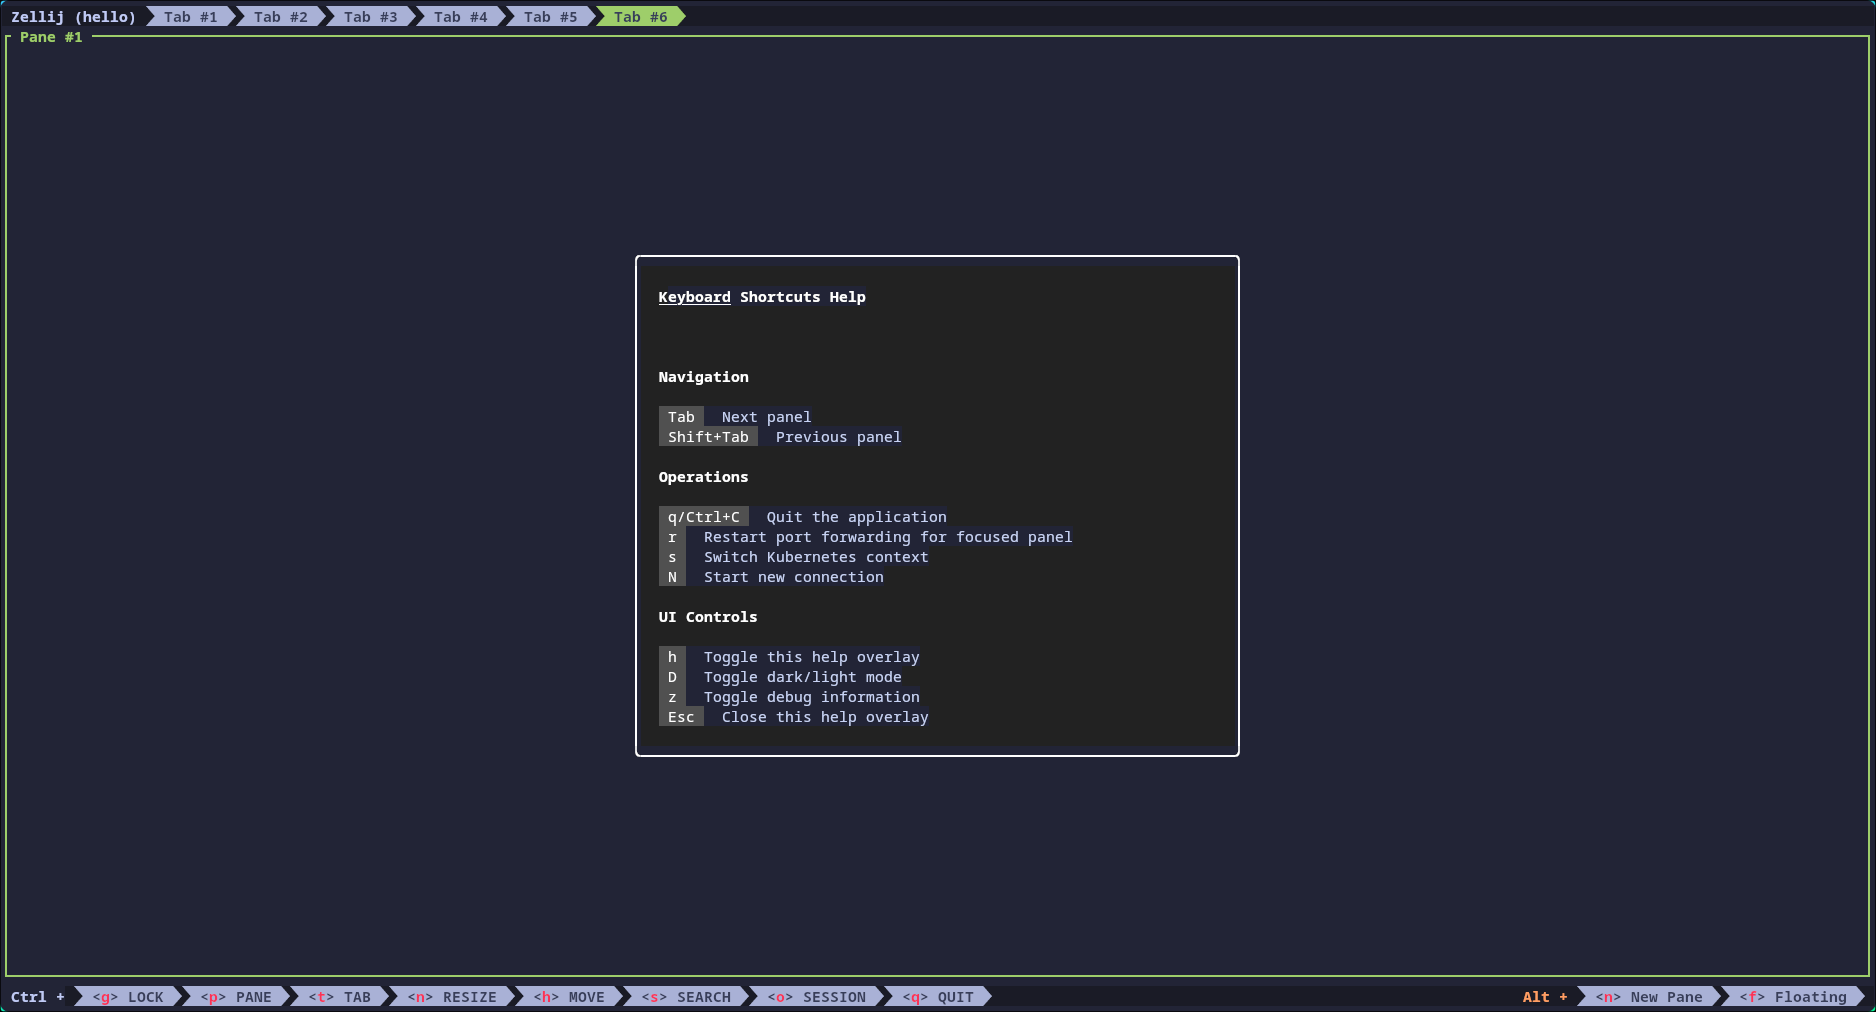 Zellij (hello) Tab #1 Tab #2 Tab #3 Tab #4 Tab #5 Tab #6
Pane #1
Keyboard Shortcuts Help
Navigation
Tab Next panel
Shift+Tab Previous panel
Operations
q/Ctrl+C Quit the application
r Restart port forwarding for focused panel
s Switch Kubernetes context
N Start new connection
UI Controls
h Toggle this help overlay
D Toggle dark/light mode
z Toggle debug information
Esc Close this help overlay
Ctrl + <g> LOCK <p> PANE <t> TAB <n> RESIZE <h> MOVE <s> SEARCH <o> SESSION <q> QUIT Alt + <n> New Pane <f> Floating